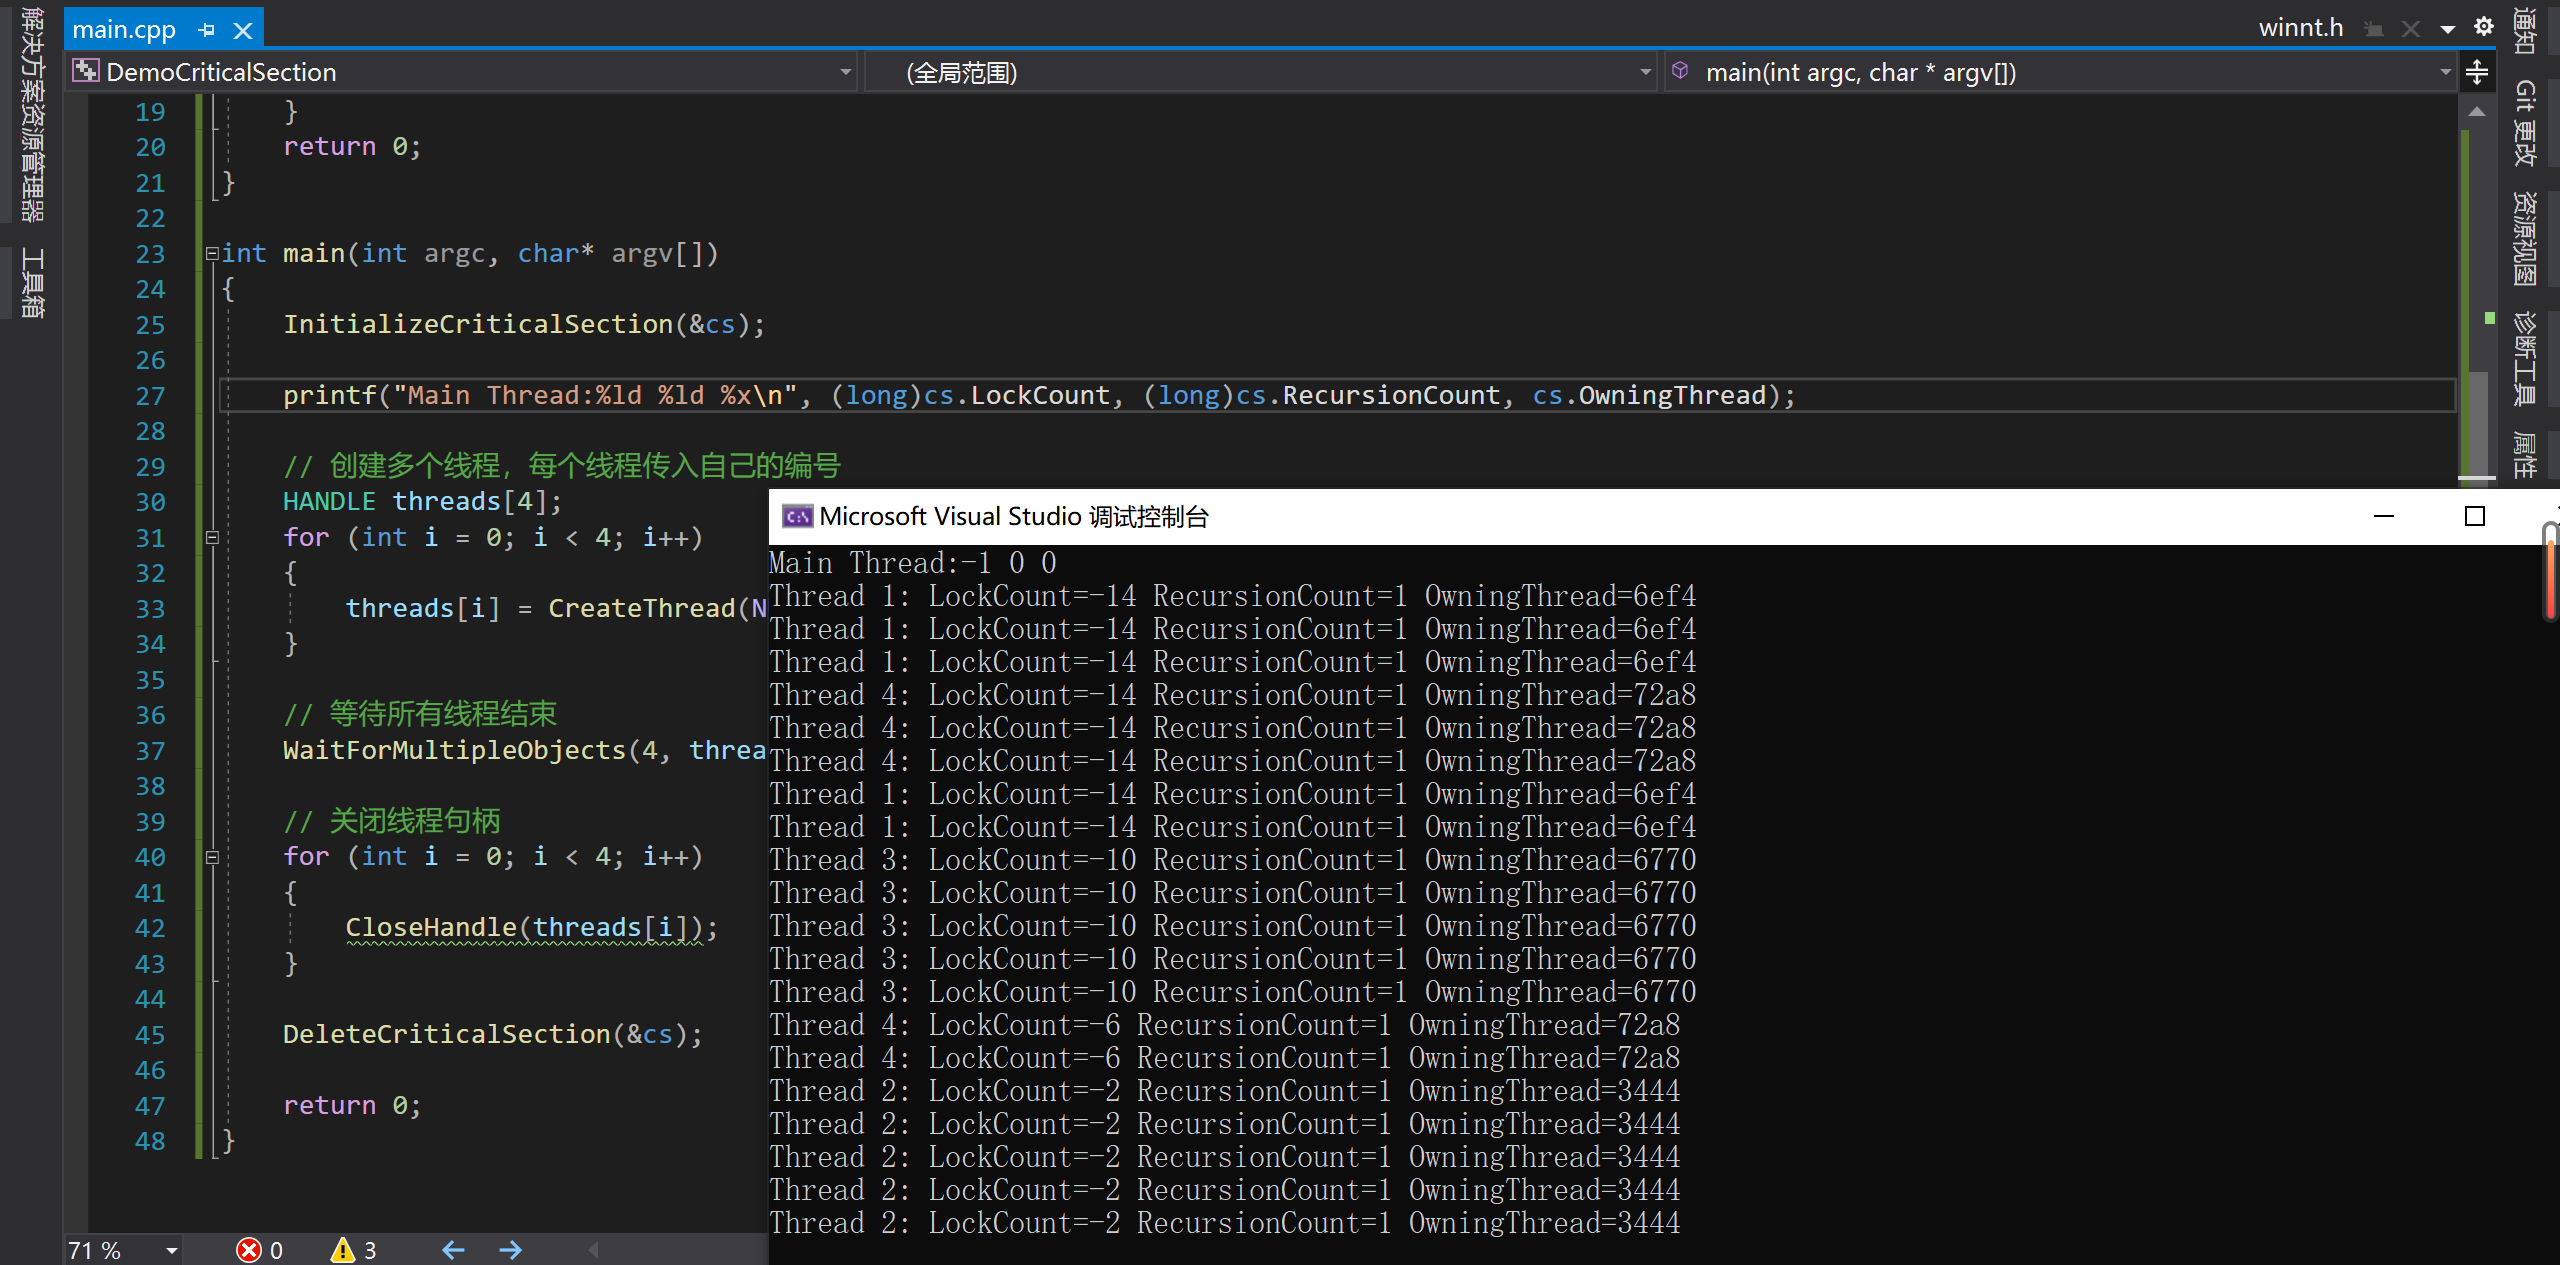 解决方案资源管理器
工具箱
main.cpp
winnt.h
DemoCriticalSection
(全局范围)
main(int argc, char * argv[])
19 }
20 return 0;
21 }
22
23 int main(int argc, char* argv[])
24 {
25 InitializeCriticalSection(&cs);
26
27 printf("Main Thread:%ld %ld %x\n", (long)cs.LockCount, (long)cs.RecursionCount, cs.OwningThread);
28
29 // 创建多个线程，每个线程传入自己的编号
30 HANDLE threads[4];
31 for (int i = 0; i < 4; i++)
32 {
33 threads[i] = CreateThread(N
34 }
35
36 // 等待所有线程结束
37 WaitForMultipleObjects(4, threa
38
39 // 关闭线程句柄
40 for (int i = 0; i < 4; i++)
41 {
42 CloseHandle(threads[i]);
43 }
44
45 DeleteCriticalSection(&cs);
46
47 return 0;
48 }
71 %
0
3
Microsoft Visual Studio 调试控制台
Main Thread:-1 0 0
Thread 1: LockCount=-14 RecursionCount=1 OwningThread=6ef4
Thread 1: LockCount=-14 RecursionCount=1 OwningThread=6ef4
Thread 1: LockCount=-14 RecursionCount=1 OwningThread=6ef4
Thread 4: LockCount=-14 RecursionCount=1 OwningThread=72a8
Thread 4: LockCount=-14 RecursionCount=1 OwningThread=72a8
Thread 4: LockCount=-14 RecursionCount=1 OwningThread=72a8
Thread 1: LockCount=-14 RecursionCount=1 OwningThread=6ef4
Thread 1: LockCount=-14 RecursionCount=1 OwningThread=6ef4
Thread 3: LockCount=-10 RecursionCount=1 OwningThread=6770
Thread 3: LockCount=-10 RecursionCount=1 OwningThread=6770
Thread 3: LockCount=-10 RecursionCount=1 OwningThread=6770
Thread 3: LockCount=-10 RecursionCount=1 OwningThread=6770
Thread 3: LockCount=-10 RecursionCount=1 OwningThread=6770
Thread 4: LockCount=-6 RecursionCount=1 OwningThread=72a8
Thread 4: LockCount=-6 RecursionCount=1 OwningThread=72a8
Thread 2: LockCount=-2 RecursionCount=1 OwningThread=3444
Thread 2: LockCount=-2 RecursionCount=1 OwningThread=3444
Thread 2: LockCount=-2 RecursionCount=1 OwningThread=3444
Thread 2: LockCount=-2 RecursionCount=1 OwningThread=3444
Thread 2: LockCount=-2 RecursionCount=1 OwningThread=3444
通知
Git 更改
资源视图
诊断工具
属性